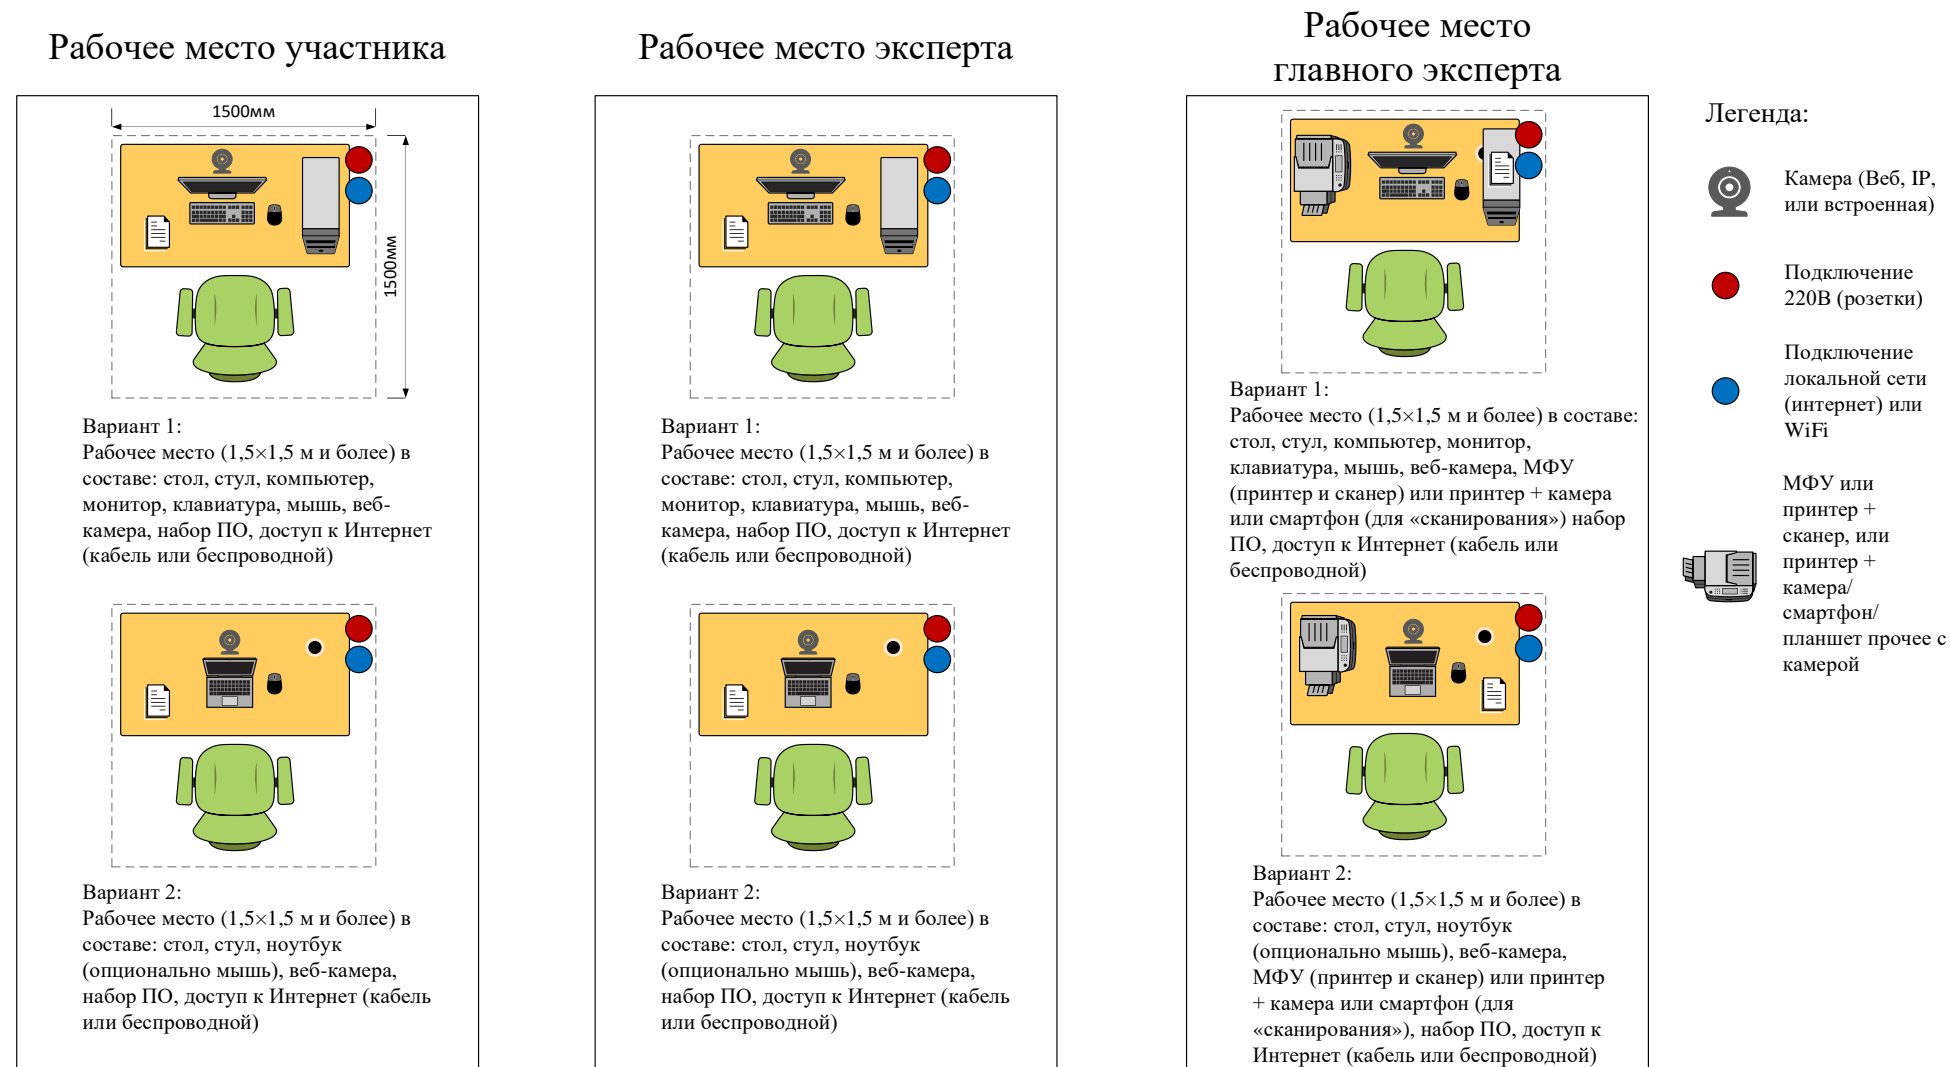 Рабочее место участника
1500мм
1500мм
Вариант 1:
Рабочее место (1,5×1,5 м и более) в
составе: стол, стул, компьютер,
монитор, клавиатура, мышь, веб-
камера, набор ПО, доступ к Интернет
(кабель или беспроводной)
Вариант 2:
Рабочее место (1,5×1,5 м и более) в
составе: стол, стул, ноутбук
(опционально мышь), веб-камера,
набор ПО, доступ к Интернет (кабель
или беспроводной)
Рабочее место эксперта
Вариант 1:
Рабочее место (1,5×1,5 м и более) в
составе: стол, стул, компьютер,
монитор, клавиатура, мышь, веб-
камера, набор ПО, доступ к Интернет
(кабель или беспроводной)
Вариант 2:
Рабочее место (1,5×1,5 м и более) в
составе: стол, стул, ноутбук
(опционально мышь), веб-камера,
набор ПО, доступ к Интернет (кабель
или беспроводной)
Рабочее место
главного эксперта
Вариант 1:
Рабочее место (1,5×1,5 м и более) в составе:
стол, стул, компьютер, монитор,
клавиатура, мышь, веб-камера, МФУ
(принтер и сканер) или принтер + камера
или смартфон (для «сканирования») набор
ПО, доступ к Интернет (кабель или
беспроводной)
Вариант 2:
Рабочее место (1,5×1,5 м и более) в
составе: стол, стул, ноутбук
(опционально мышь), веб-камера,
МФУ (принтер и сканер) или принтер
+ камера или смартфон (для
«сканирования»), набор ПО, доступ к
Интернет (кабель или беспроводной)
Легенда:
Камера (Веб, IP,
или встроенная)
Подключение
220В (розетки)
Подключение
локальной сети
(интернет) или
WiFi
МФУ или
принтер +
сканер, или
принтер +
камера/
смартфон/
планшет прочее с
камерой